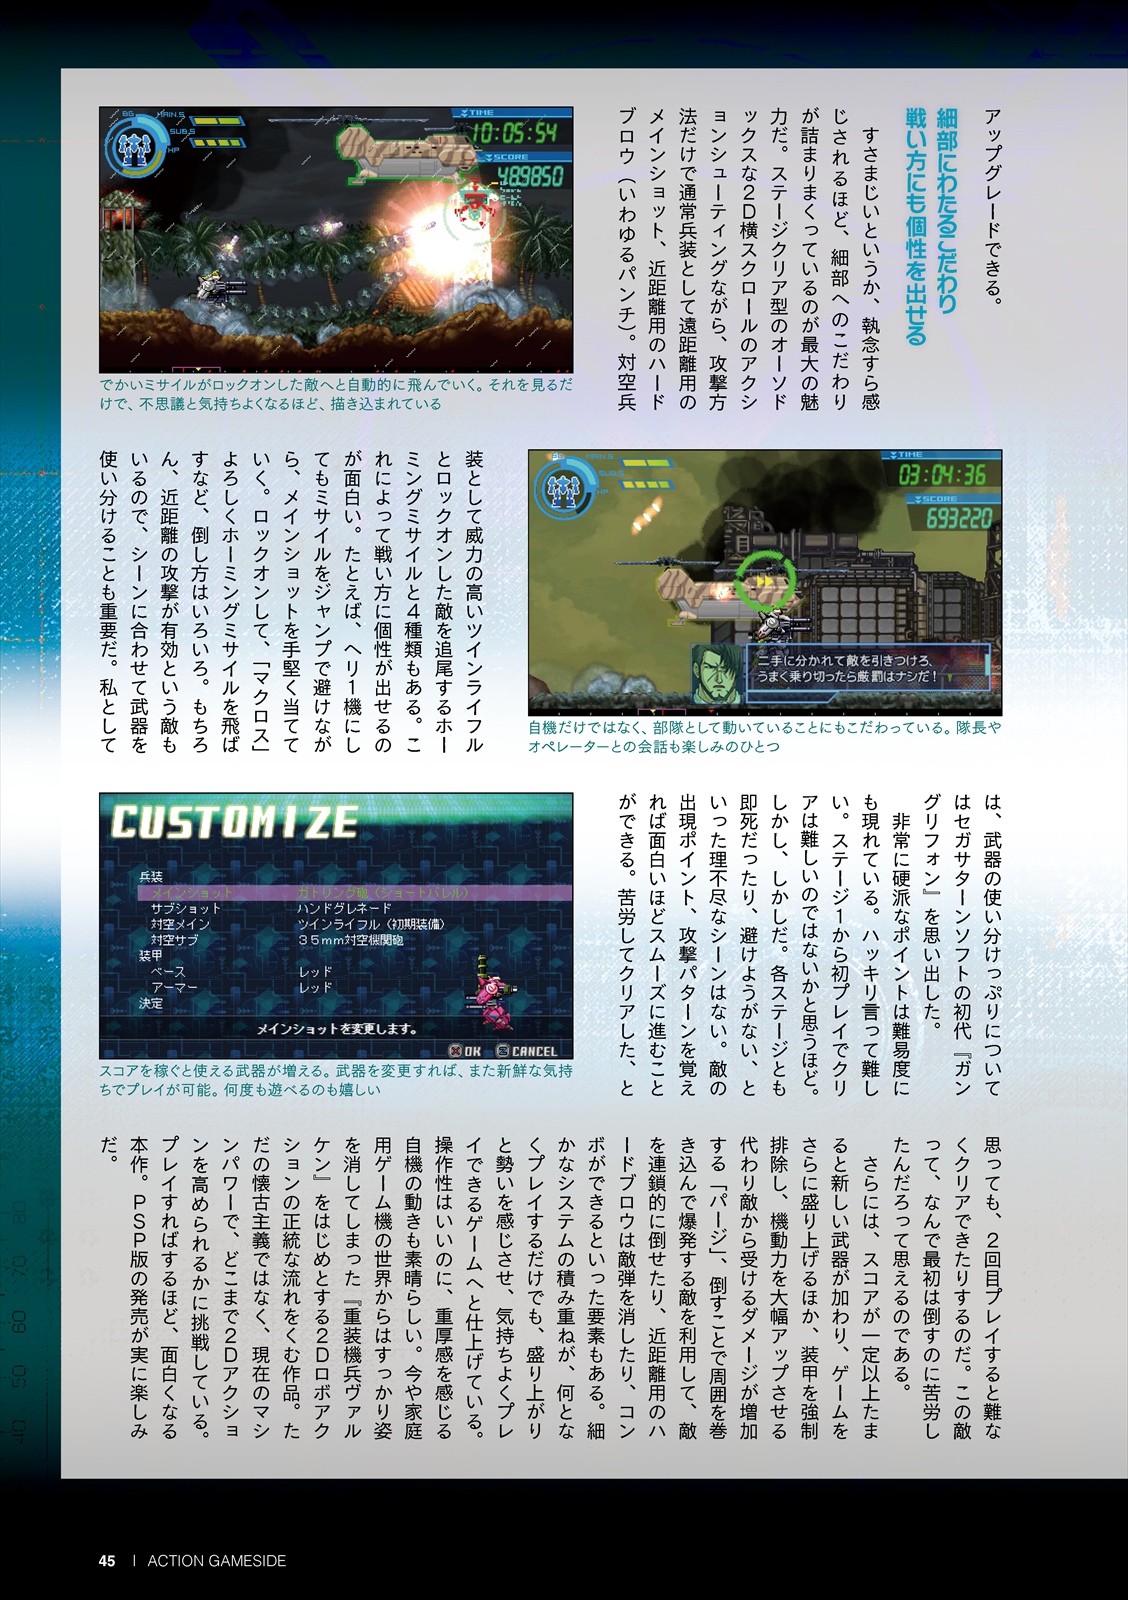 アップグレードできる。
細部にわたるこだわり
戦い方にも個性を出せる
　すさまじいというか、執念すら感
じされるほど、細部へのこだわり
が詰まりまくっているのが最大の魅
力だ。ステージクリア型のオーソド
ックスな2D横スクロールのアクシ
ョンシューティングながら、攻撃方
法だけで通常兵装として遠距離用の
メインショット、近距離用のハード
ブロウ（いわゆるパンチ）。対空兵
BG
MAIN.S
SUB.S
HP
TIME
10:05:54
SCORE
489850
でかいミサイルがロックオンした敵へと自動的に飛んでいく。それを見るだ
けで、不思議と気持ちよくなるほど、描き込まれている
装として威力の高いツインライフル
とロックオンした敵を追尾するホー
ミングミサイルと4種類もある。こ
れによって戦い方に個性が出せるの
が面白い。たとえば、ヘリ1機にし
てもミサイルをジャンプで避けなが
ら、メインショットを手堅く当てて
いく。ロックオンして、「マクロス」
よろしくホーミングミサイルを飛ば
すなど、倒し方はいろいろ。もちろ
ん、近距離の攻撃が有効という敵も
いるので、シーンに合わせて武器を
使い分けることも重要だ。私として
BG
MAIN.S
SUB.S
HP
TIME
03:04:36
SCORE
693220
二手に分かれて敵を引きつけろ、
うまく乗り切ったら厳罰はナシだ！
自機だけではなく、部隊として動いていることにもこだわっている。隊長や
オペレーターとの会話も楽しみのひとつ
は、武器の使い分けっぷりについて
はセガサターンソフトの初代『ガン
グリフォン』を思い出した。
　非常に硬派なポイントは難易度に
も現れている。ハッキリ言って難し
い。ステージ1から初プレイでクリ
アは難しいのではないかと思うほど。
しかし、しかしだ。各ステージとも
即死だったり、避けようがない、と
いった理不尽なシーンはない。敵の
出現ポイント、攻撃パターンを覚え
れば面白いほどスムーズに進むこと
ができる。苦労してクリアした、と
CUSTOMIZE
兵装
メインショット　ガトリング砲（ショートバレル）
サブショット　ハンドグレネード
対空メイン　ツインライフル（初期装備）
対空サブ　35mm対空機関砲
装甲
ベース　レッド
アーマー　レッド
決定
メインショットを変更します。
OK CANCEL
スコアを稼ぐと使える武器が増える。武器を変更すれば、また新鮮な気持
ちでプレイが可能。何度も遊べるのも嬉しい
思っても、2回目プレイすると難な
くクリアできたりするのだ。この敵
って、なんで最初は倒すのに苦労し
たんだろって思えるのである。
　さらには、スコアが一定以上たま
ると新しい武器が加わり、ゲームを
さらに盛り上げるほか、装甲を強制
排除し、機動力を大幅アップさせる
代わり敵から受けるダメージが増加
する「パージ」、倒すことで周囲を巻
き込んで爆発する敵を利用して、敵
を連鎖的に倒せたり、近距離用のハ
ードブロウは敵弾を消したり、コン
ボができるといった要素もある。細
かなシステムの積み重ねが、何とな
くプレイするだけでも、盛り上がり
と勢いを感じさせ、気持ちよくプレ
イできるゲームへと仕上げている。
操作性はいいのに、重厚感を感じる
自機の動きも素晴らしい。今や家庭
用ゲーム機の世界からはすっかり姿
を消してしまった『重装機兵ヴァル
ケン』をはじめとする2Dロボアク
ションの正統な流れをくむ作品。た
だの懐古主義ではなく、現在のマシ
ンパワーで、どこまで2Dアクショ
ンを高められるかに挑戦している。
プレイすればするほど、面白くなる
本作。PSP版の発売が実に楽しみ
だ。
80
70
60
50
40
45 | ACTION GAMESIDE